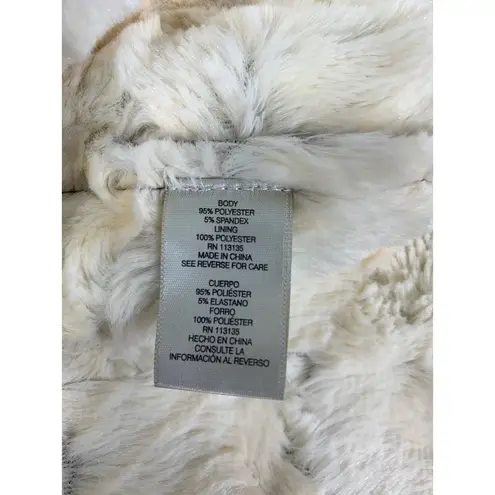 BODY
95% POLYESTER
5% SPANDEX
LINING
100% POLYESTER
RN 113135
MADE IN CHINA
SEE REVERSE FOR CARE
CUERPO
95% POLIÉSTER
5% ELASTANO
FORRO
100% POLIÉSTER
RN 113135
HECHO EN CHINA
CONSULTE LA
INFORMACIÓN AL REVERSO